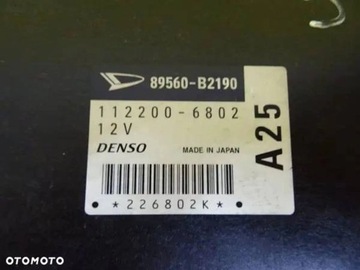 89560-B2190
112200-6802
12V
DENSO
MADE IN JAPAN
A25
*226802K*
OTOMOTO